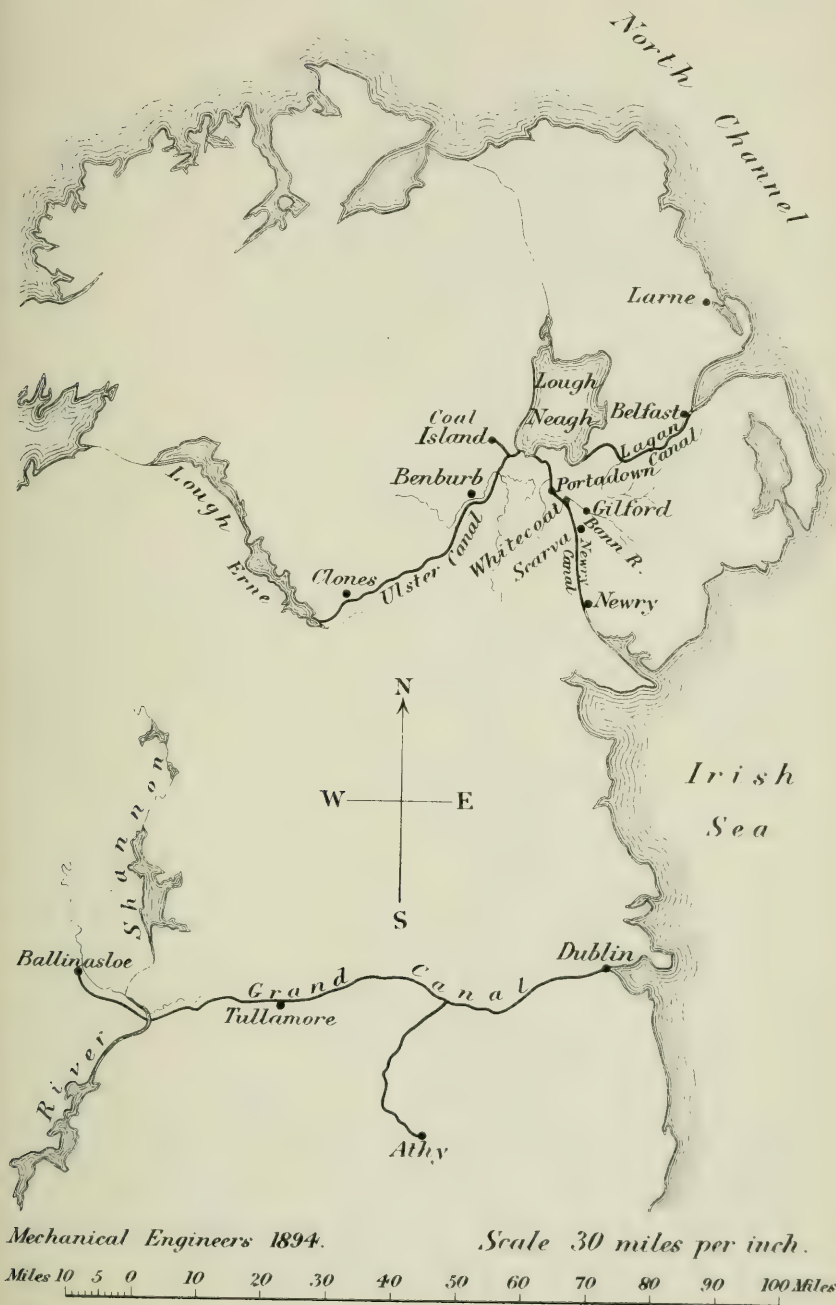 North
Channel
Larne
Lough
Neagh
Belfast
Coal
Island
Lagan
Canal
Benburb
Portadown
Lough
Erne
Whitecoat
Gilford
Bann R.
Scarva
Newry
Canal
Ulster Canal
Clones
Newry
N
W E
S
Irish
Sea
River Shannon
Ballinasloe
Dublin
Grand Canal
Tullamore
Athy
Mechanical Engineers 1894.
Scale 30 miles per inch.
Miles 10 5 0 10 20 30 40 50 60 70 80 90 100 Miles